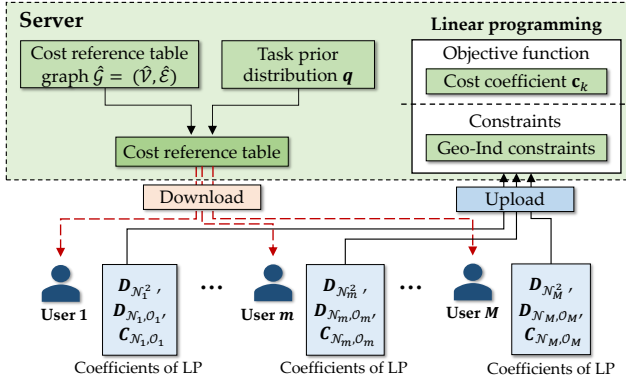 Server
Linear programming
Cost reference table
graph 𝒢̂ = (𝒱̂, ℰ̂)
Task prior
distribution q
Objective function
Cost coefficient c_k
Constraints
Geo-Ind constraints
Cost reference table
Download
Upload
D_{𝒩_1^2} ,
D_{𝒩_1,𝒪_1},
C_{𝒩_1,𝒪_1}
...
D_{𝒩_m^2} ,
D_{𝒩_m,𝒪_m},
C_{𝒩_m,𝒪_m}
...
D_{𝒩_M^2} ,
D_{𝒩_M,𝒪_M},
C_{𝒩_M,𝒪_M}
User 1
User m
User M
Coefficients of LP
Coefficients of LP
Coefficients of LP